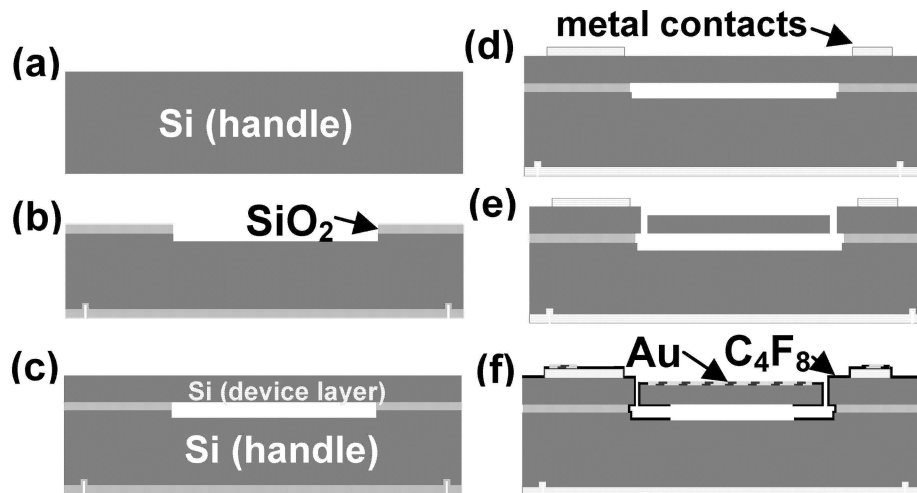 (a)
Si (handle)
(b)
SiO₂
(c)
Si (device layer)
Si (handle)
metal contacts
(d)
(e)
Au
C₄F₈
(f)